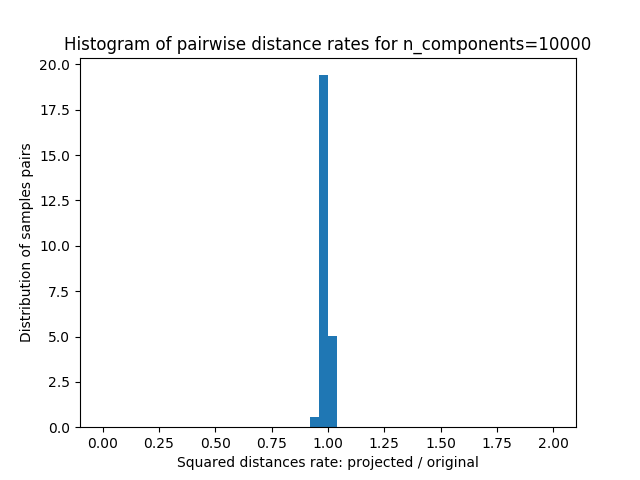 Histogram of pairwise distance rates for n_components=10000
20.0
17.5
15.0
12.5
10.0
7.5
5.0
2.5
0.0
Distribution of samples pairs
0.00 0.25 0.50 0.75 1.00 1.25 1.50 1.75 2.00
Squared distances rate: projected / original